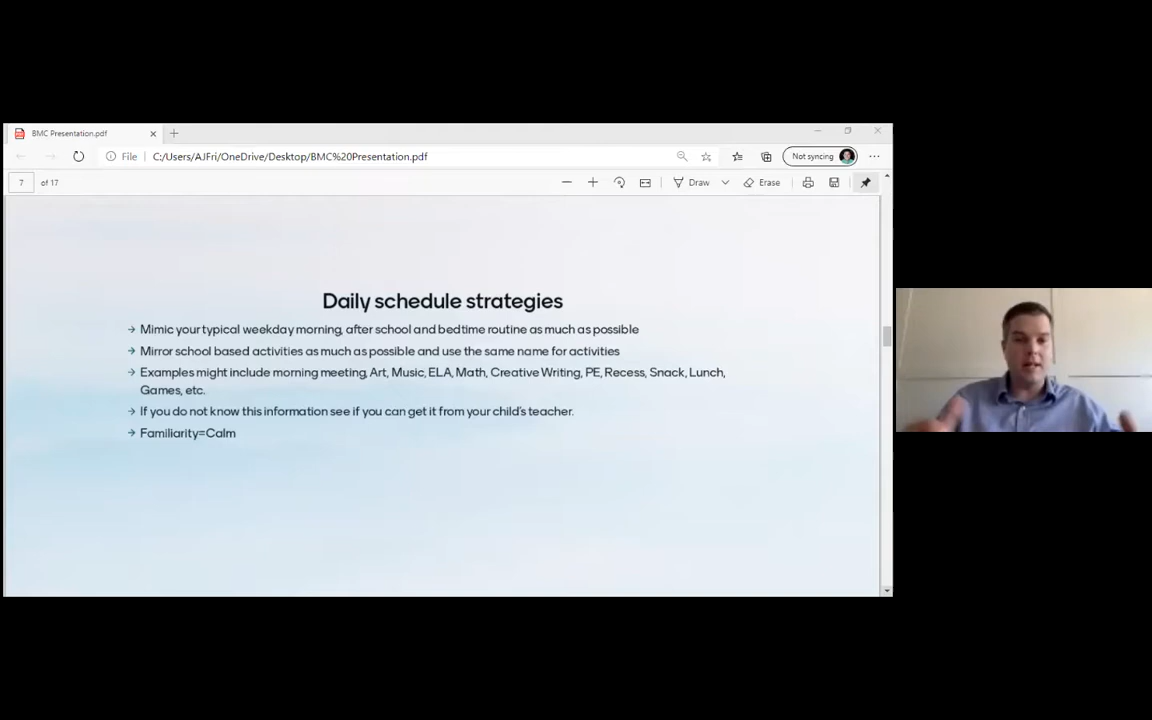 BMC Presentation.pdf
File
C:/Users/AJFri/OneDrive/Desktop/BMC%20Presentation.pdf
Not syncing
7 of 17
Draw
Erase
Daily schedule strategies
→ Mimic your typical weekday morning, after school and bedtime routine as much as possible
→ Mirror school based activities as much as possible and use the same name for activities
→ Examples might include morning meeting, Art, Music, ELA, Math, Creative Writing, PE, Recess, Snack, Lunch,
Games, etc.
→ If you do not know this information see if you can get it from your child's teacher.
→ Familiarity=Calm